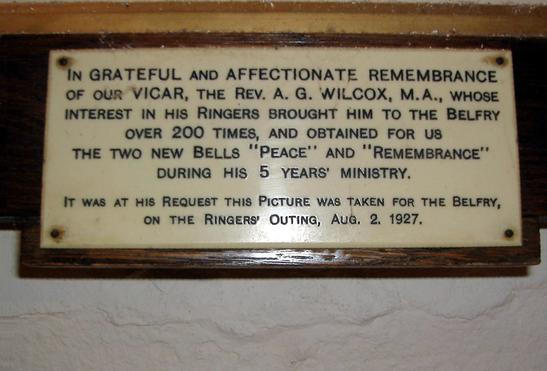 In grateful and affectionate remembrance
of our Vicar, the Rev. A. G. Wilcox, M.A., whose
interest in his Ringers brought him to the Belfry
over 200 times, and obtained for us
the two new Bells "Peace" and "Remembrance"
during his 5 years' ministry.
It was at his Request this Picture was taken for the Belfry,
on the Ringers' Outing, Aug. 2. 1927.